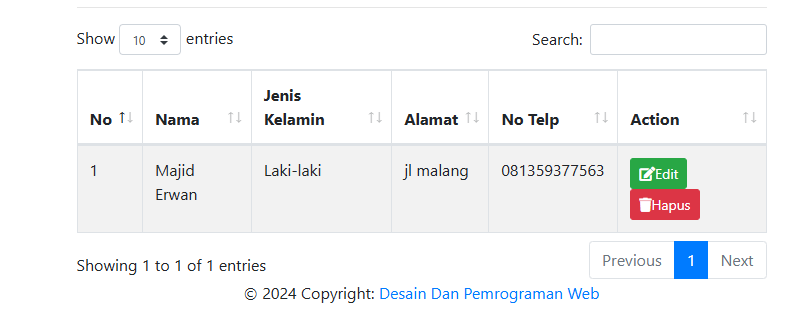 Show 10 entries Search:
No Nama Jenis Kelamin Alamat No Telp Action
1 Majid Erwan Laki-laki jl malang 081359377563 Edit Hapus
Showing 1 to 1 of 1 entries Previous 1 Next
© 2024 Copyright: Desain Dan Pemrograman Web